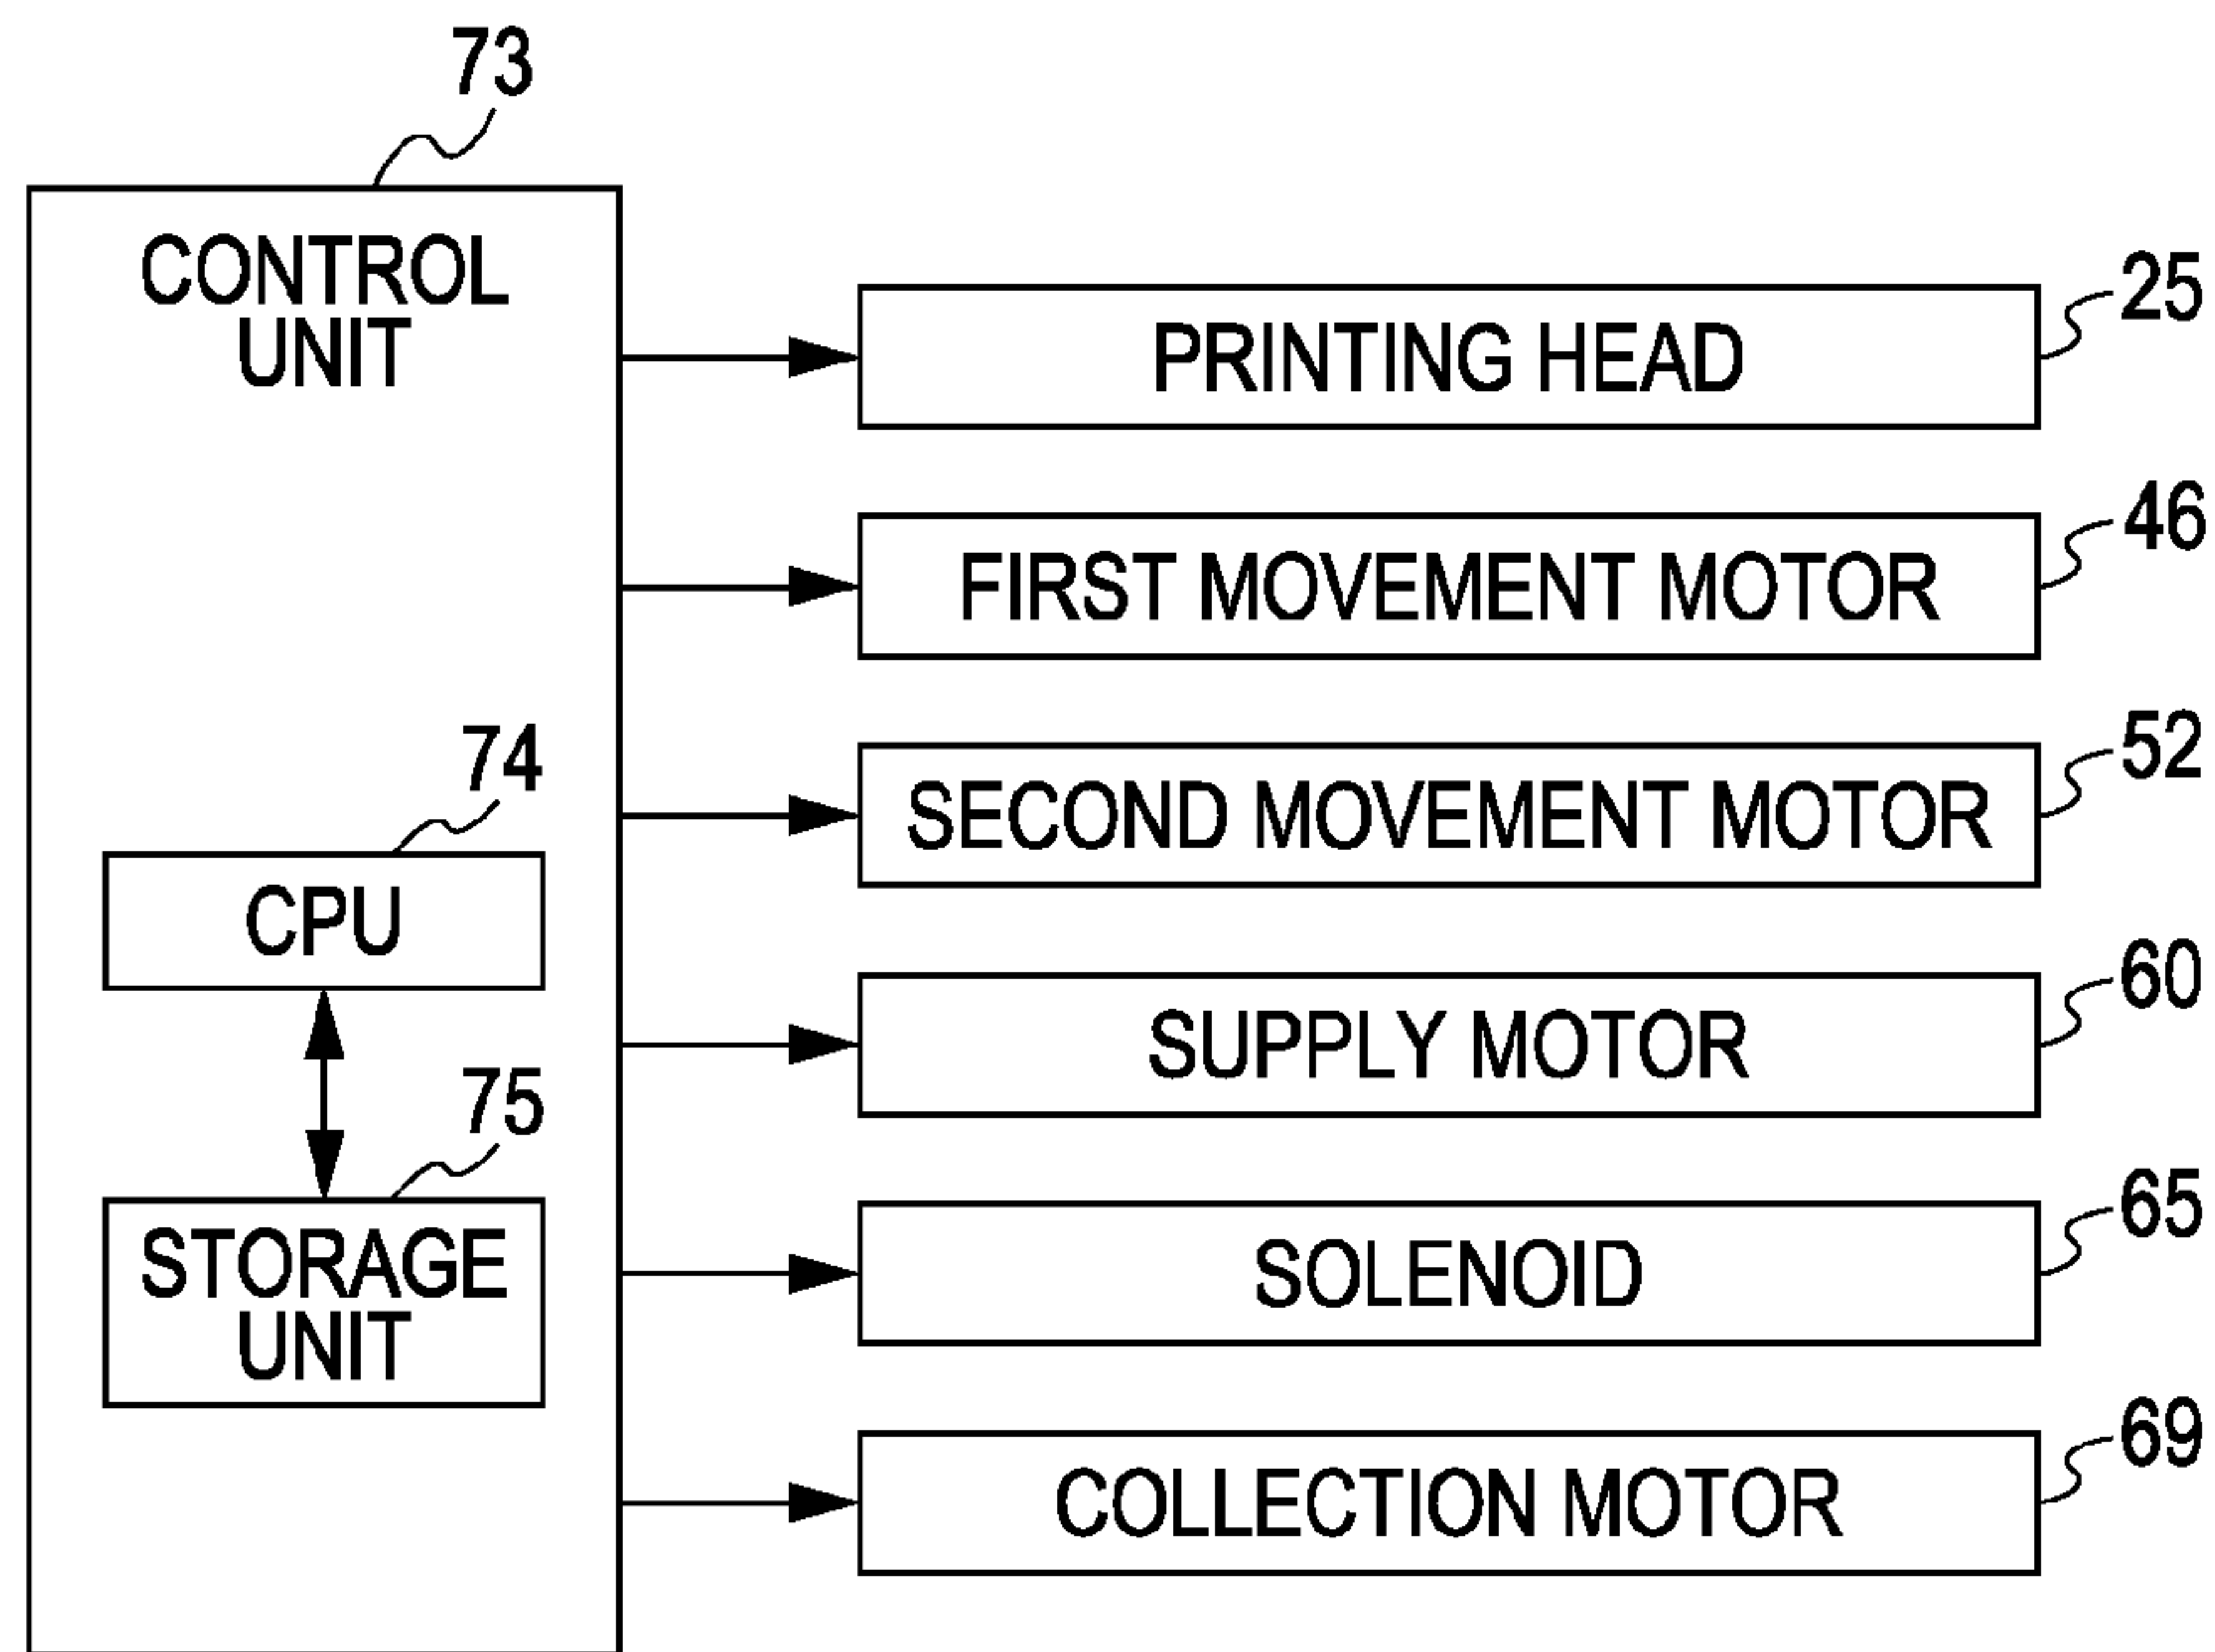 73
CONTROL
UNIT
74
CPU
75
STORAGE
UNIT
25
PRINTING HEAD
46
FIRST MOVEMENT MOTOR
52
SECOND MOVEMENT MOTOR
60
SUPPLY MOTOR
65
SOLENOID
69
COLLECTION MOTOR